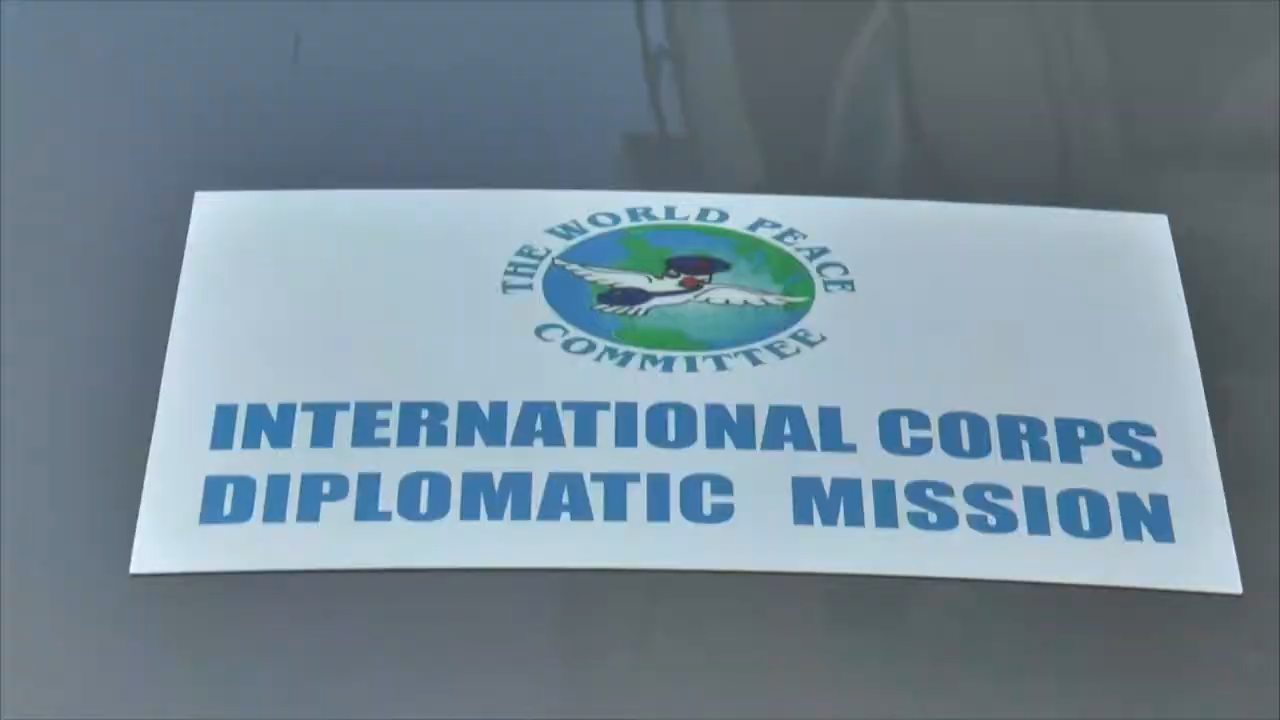 THE WORLD PEACE
COMMITTEE
INTERNATIONAL CORPS
DIPLOMATIC MISSION